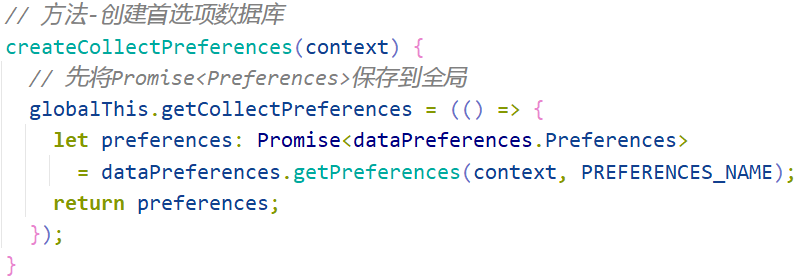 // 方法-创建首选项数据库
createCollectPreferences(context) {
// 先将Promise<Preferences>保存到全局
globalThis.getCollectPreferences = (() => {
let preferences: Promise<dataPreferences.Preferences>
= dataPreferences.getPreferences(context, PREFERENCES_NAME);
return preferences;
});
}